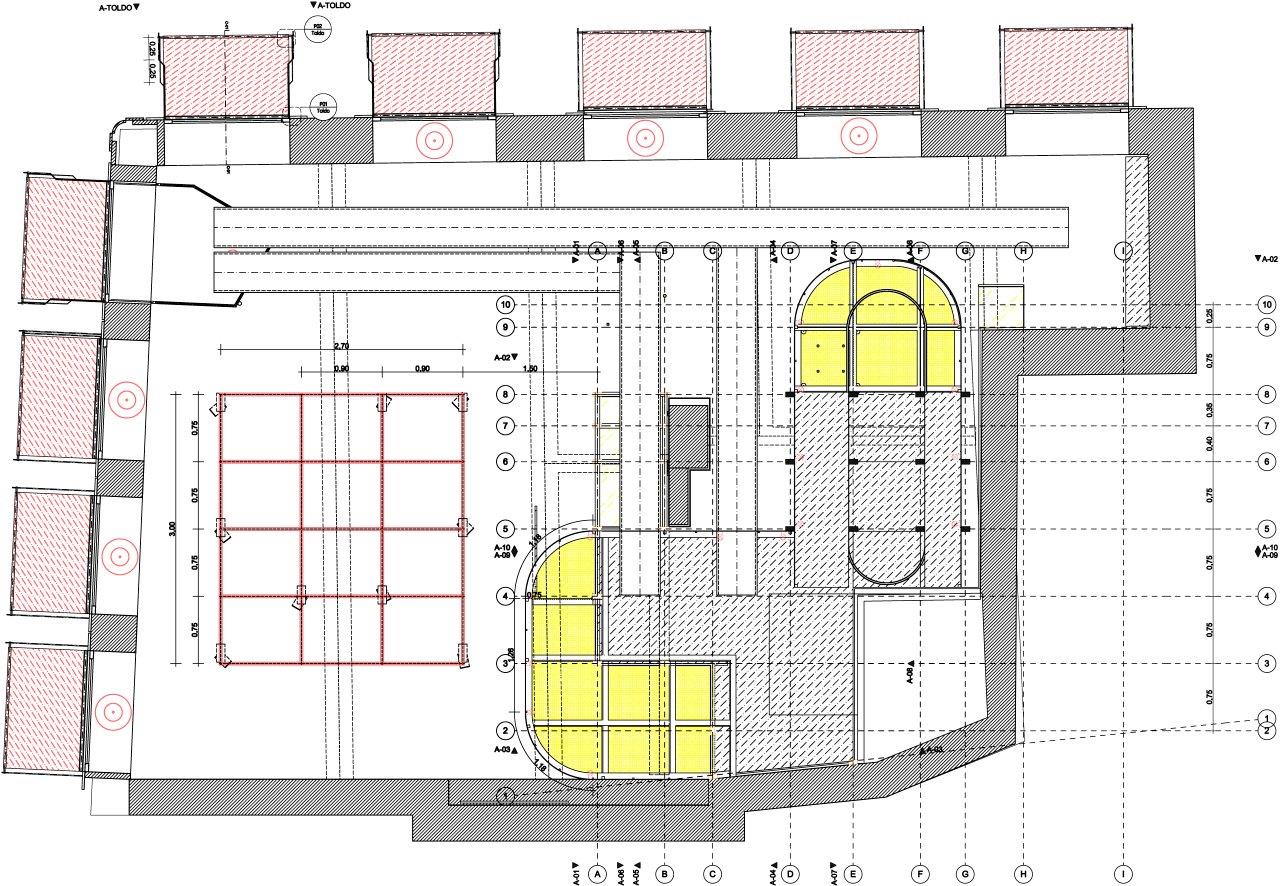 A-TOLDO
A-TOLDO
P02
Toldo
0,25
0,25
P01
Toldo
A-01
A
A-06
A-05
B
C
A-04
D
A-07
E
A-08
F
G
H
I
A-02
10
10
0,25
9
9
2,70
A-02
0,75
0,90
0,90
1,50
8
8
0,75
0,35
7
7
0,40
6
6
0,75
0,75
3,00
5
5
1,18
A-10
A-09
A-10
A-09
0,75
0,75
4
0,75
4
0,75
0,75
3
3
A-08
0,75
1
2
2
A-03
A-03
1,18
1
A-01
A
A-06
A-05
B
C
A-04
D
A-07
E
F
G
H
I